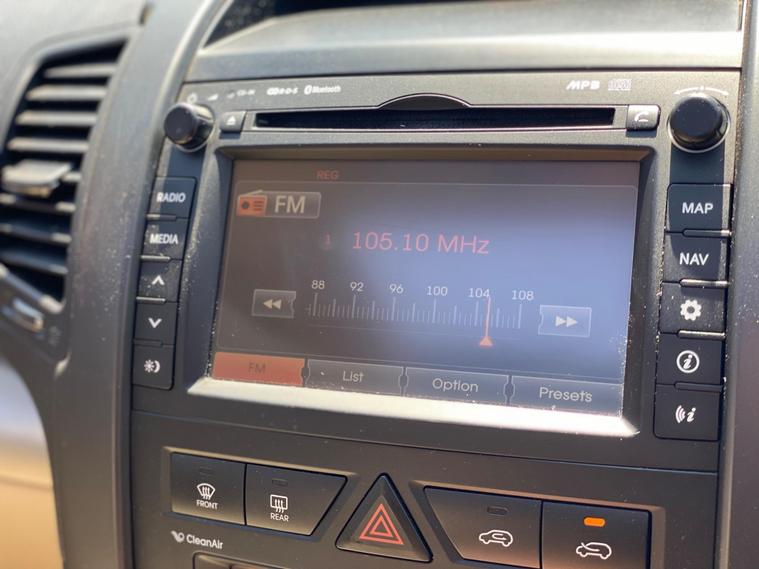 R·D·S Bluetooth MP3
RADIO
MEDIA
REG
FM
1 105.10 MHz
88 92 96 100 104 108
FM List Option Presets
MAP
NAV
FRONT
REAR
CleanAir